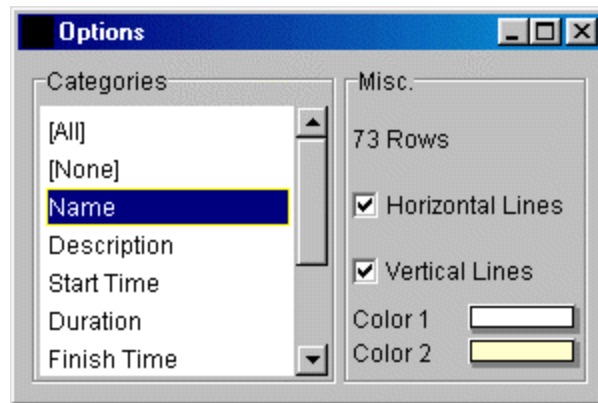 Options
Categories
[All]
[None]
Name
Description
Start Time
Duration
Finish Time
Misc.
73 Rows
Horizontal Lines
Vertical Lines
Color 1
Color 2